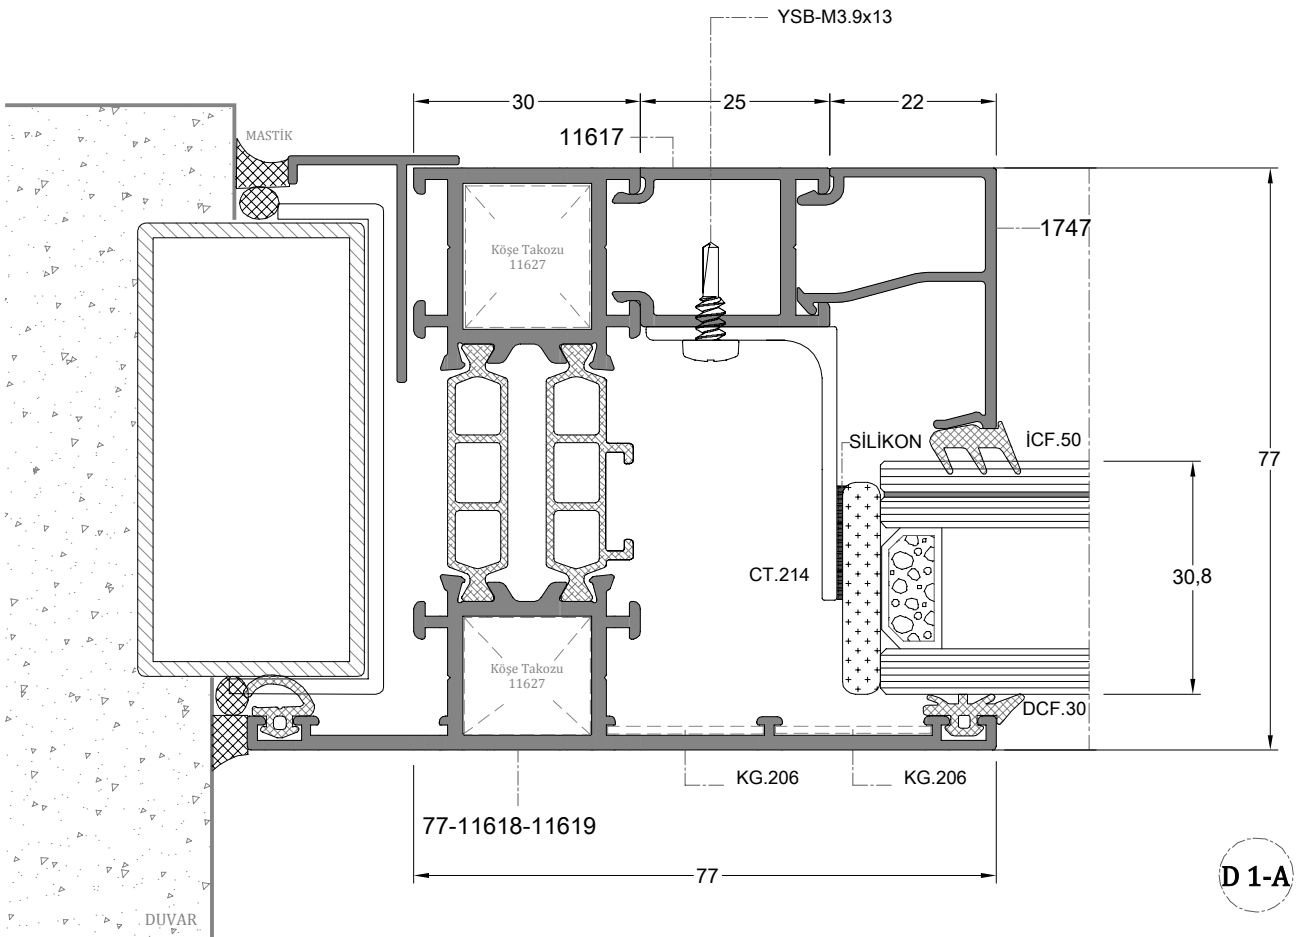 YSB-M3.9x13
30
25
22
11617
MASTİK
1747
Köşe Takozu
11627
SİLİKON
İCF.50
77
CT.214
30,8
Köşe Takozu
11627
DCF.30
KG.206
KG.206
77-11618-11619
77
D 1-A
DUVAR